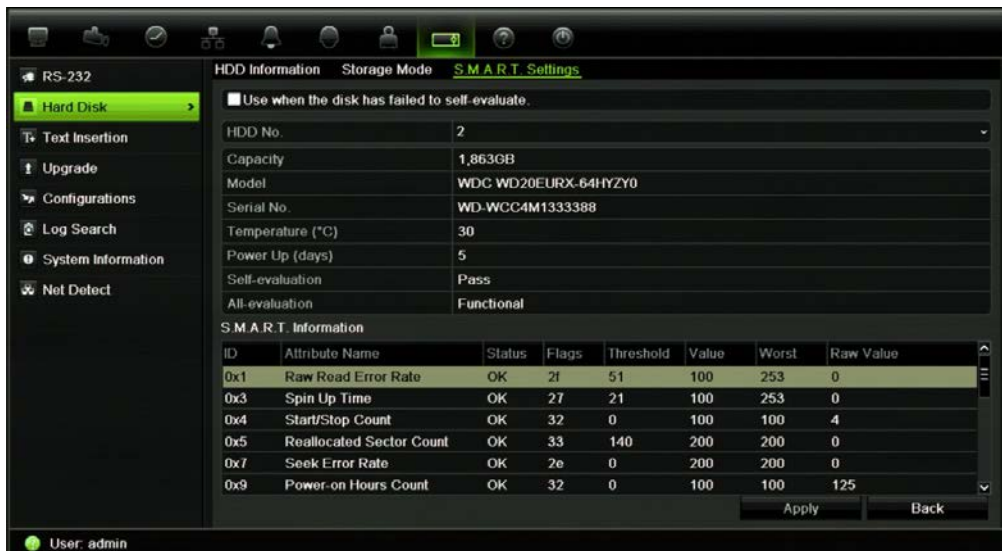 HDD Information Storage Mode S.M.A.R.T. Settings
RS-232
Hard Disk
Text Insertion
Upgrade
Configurations
Log Search
System Information
Net Detect
Use when the disk has failed to self-evaluate.
HDD No. 2
Capacity 1,863GB
Model WDC WD20EURX-64HYZY0
Serial No. WD-WCC4M1333388
Temperature (°C) 30
Power Up (days) 5
Self-evaluation Pass
All-evaluation Functional
S.M.A.R.T. Information
ID Attribute Name Status Flags Threshold Value Worst Raw Value
0x1 Raw Read Error Rate OK 2f 51 100 253 0
0x3 Spin Up Time OK 27 21 100 253 0
0x4 Start/Stop Count OK 32 0 100 100 4
0x5 Reallocated Sector Count OK 33 140 200 200 0
0x7 Seek Error Rate OK 2e 0 200 200 0
0x9 Power-on Hours Count OK 32 0 100 100 125
Apply Back
User: admin